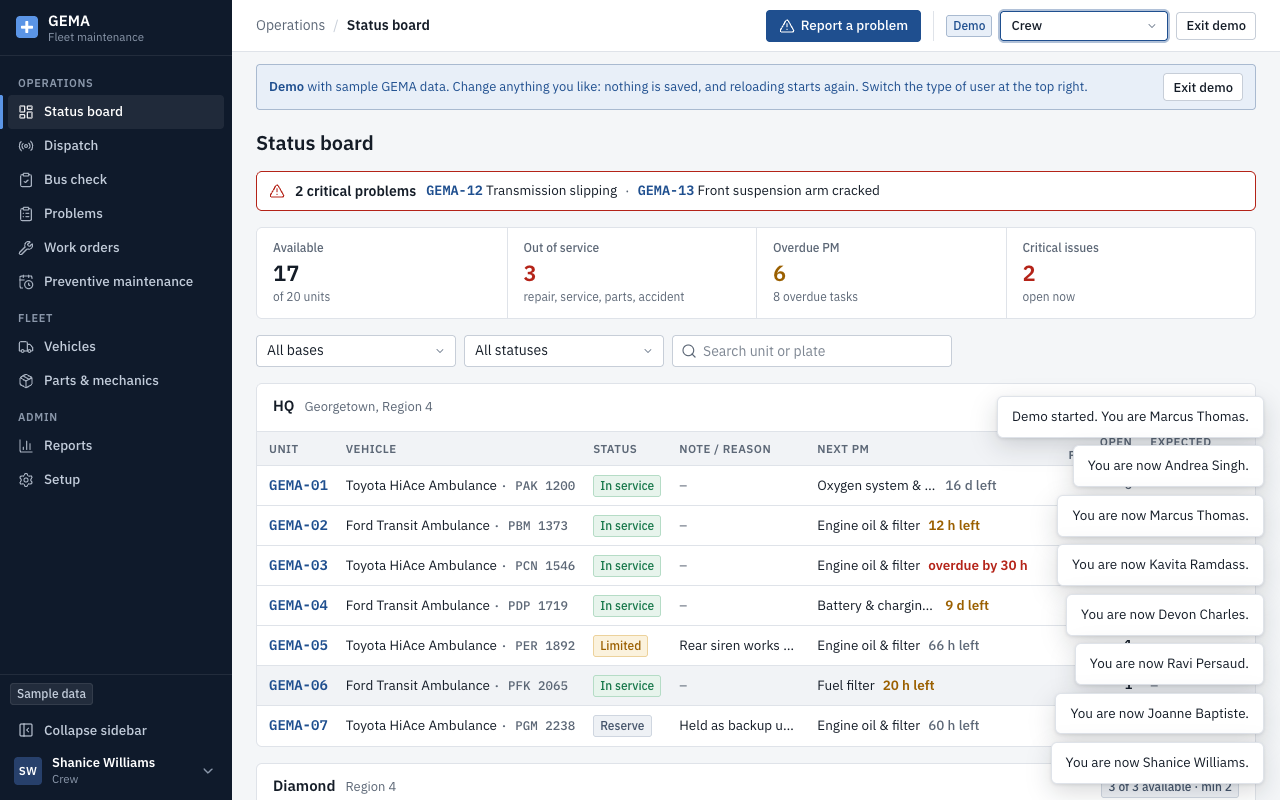 GEMA
Fleet maintenance
OPERATIONS
Status board
Dispatch
Bus check
Problems
Work orders
Preventive maintenance
FLEET
Vehicles
Parts & mechanics
ADMIN
Reports
Setup
Sample data
Collapse sidebar
SW Shanice Williams
Crew
Operations / Status board
Report a problem
Demo
Crew
Exit demo
Demo with sample GEMA data. Change anything you like: nothing is saved, and reloading starts again. Switch the type of user at the top right.
Exit demo
Status board
2 critical problems GEMA-12 Transmission slipping · GEMA-13 Front suspension arm cracked
Available
17
of 20 units
Out of service
3
repair, service, parts, accident
Overdue PM
6
8 overdue tasks
Critical issues
2
open now
All bases
All statuses
Search unit or plate
HQ Georgetown, Region 4
UNIT VEHICLE STATUS NOTE / REASON NEXT PM OPEN EXPECTED
GEMA-01 Toyota HiAce Ambulance · PAK 1200 In service – Oxygen system & ... 16 d left
GEMA-02 Ford Transit Ambulance · PBM 1373 In service – Engine oil & filter 12 h left
GEMA-03 Toyota HiAce Ambulance · PCN 1546 In service – Engine oil & filter overdue by 30 h
GEMA-04 Ford Transit Ambulance · PDP 1719 In service – Battery & chargin... 9 d left
GEMA-05 Toyota HiAce Ambulance · PER 1892 Limited Rear siren works ... Engine oil & filter 66 h left
GEMA-06 Ford Transit Ambulance · PFK 2065 In service – Fuel filter 20 h left 1 –
GEMA-07 Toyota HiAce Ambulance · PGM 2238 Reserve Held as backup u... Engine oil & filter 60 h left
Diamond Region 4
3 of 3 available · min 2
Demo started. You are Marcus Thomas.
You are now Andrea Singh.
You are now Marcus Thomas.
You are now Kavita Ramdass.
You are now Devon Charles.
You are now Ravi Persaud.
You are now Joanne Baptiste.
You are now Shanice Williams.